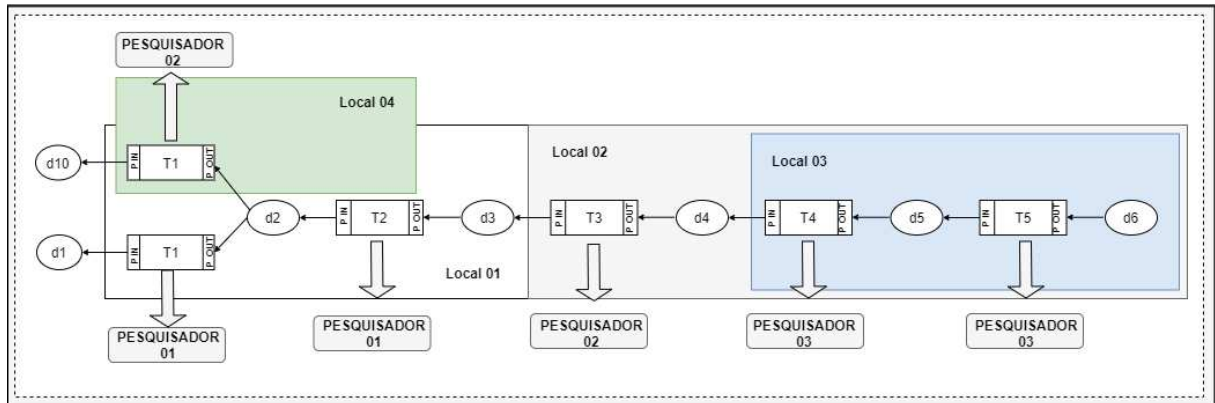 PESQUISADOR
02
Local 04
d10
P IN
T1
P OUT
Local 02
Local 03
d2
P IN
T2
P OUT
d3
P IN
T3
P OUT
d4
P IN
T4
P OUT
d5
P IN
T5
P OUT
d6
d1
P IN
T1
P OUT
Local 01
PESQUISADOR
01
PESQUISADOR
01
PESQUISADOR
02
PESQUISADOR
03
PESQUISADOR
03